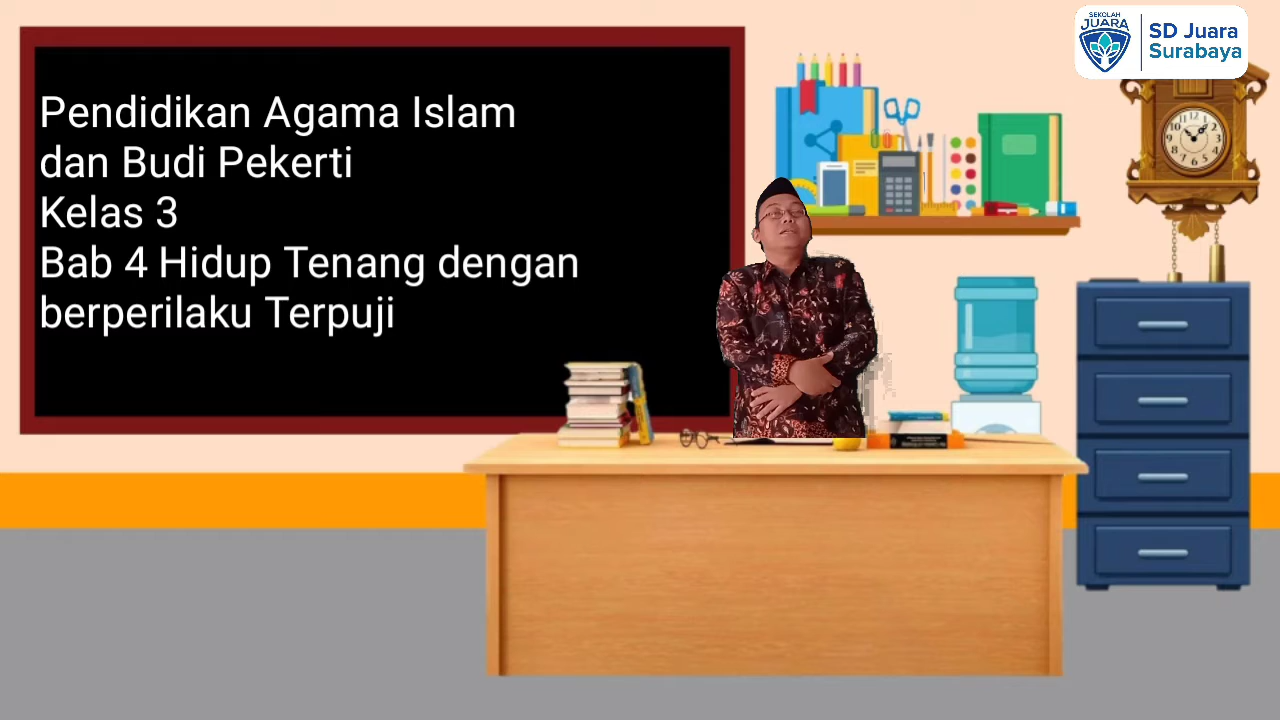 Pendidikan Agama Islam
dan Budi Pekerti
Kelas 3
Bab 4 Hidup Tenang dengan
berperilaku Terpuji
SEKOLAH
JUARA
SD Juara
Surabaya